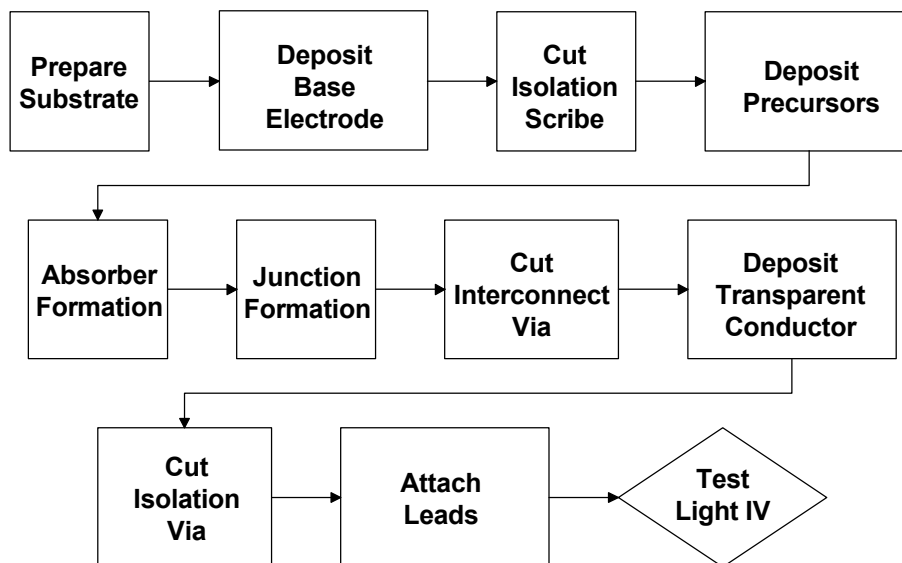 Prepare
Substrate
Deposit
Base
Electrode
Cut
Isolation
Scribe
Deposit
Precursors
Absorber
Formation
Junction
Formation
Cut
Interconnect
Via
Deposit
Transparent
Conductor
Cut
Isolation
Via
Attach
Leads
Test
Light IV